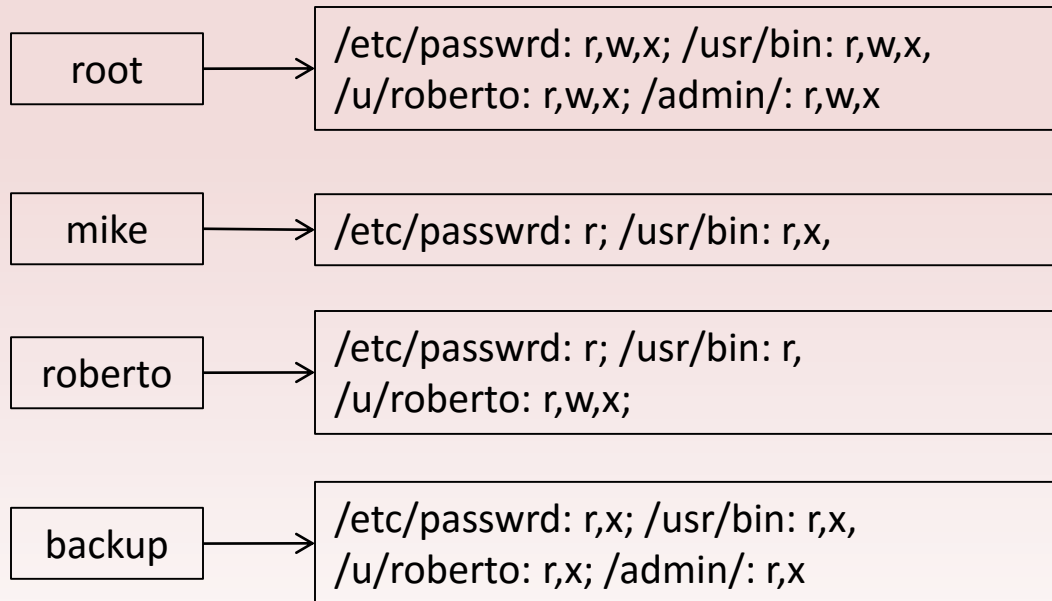 root
/etc/passwrd: r,w,x; /usr/bin: r,w,x,
/u/roberto: r,w,x; /admin/: r,w,x
mike
/etc/passwrd: r; /usr/bin: r,x,
roberto
/etc/passwrd: r; /usr/bin: r,
/u/roberto: r,w,x;
backup
/etc/passwrd: r,x; /usr/bin: r,x,
/u/roberto: r,x; /admin/: r,x